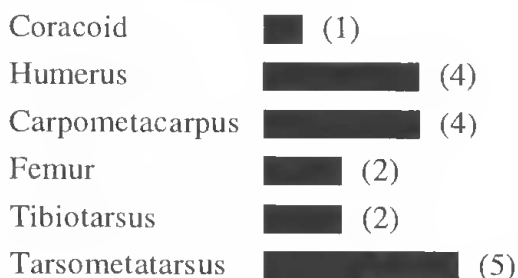 Coracoid (1)
Humerus (4)
Carpometacarpus (4)
Femur (2)
Tibiotarsus (2)
Tarsometatarsus (5)